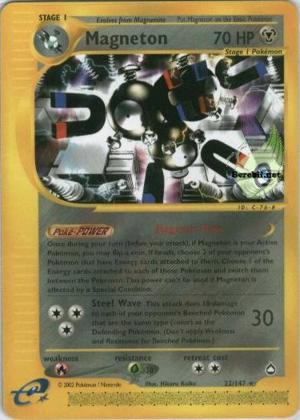 STAGE 1
Evolves from Magnemite
Put Magneton on the Basic Pokémon
Magneton
70 HP
Stage 1 Pokémon
Serebii.net
ID: C-76-#
Poké-POWER
Once during your turn (before your attack), if Magneton is your Active
Pokémon, you may flip a coin. If heads, choose 2 of your opponent's
Pokémon that have Energy cards attached to them. Choose 1 of the
Energy cards attached to each of those Pokémon and switch them
between the Pokémon. This power can't be used if Magneton is
affected by a Special Condition.
Steel Wave This attack does 10 damage
to each of your opponent's Benched Pokémon that
are the same type (color) as the
Defending Pokémon. (Don't apply Weakness and
Resistance for Benched Pokémon.)
30
weakness
resistance
retreat cost
-30
e
©2002 Pokémon / Nintendo
Illus. Hikaru Koike
22/147